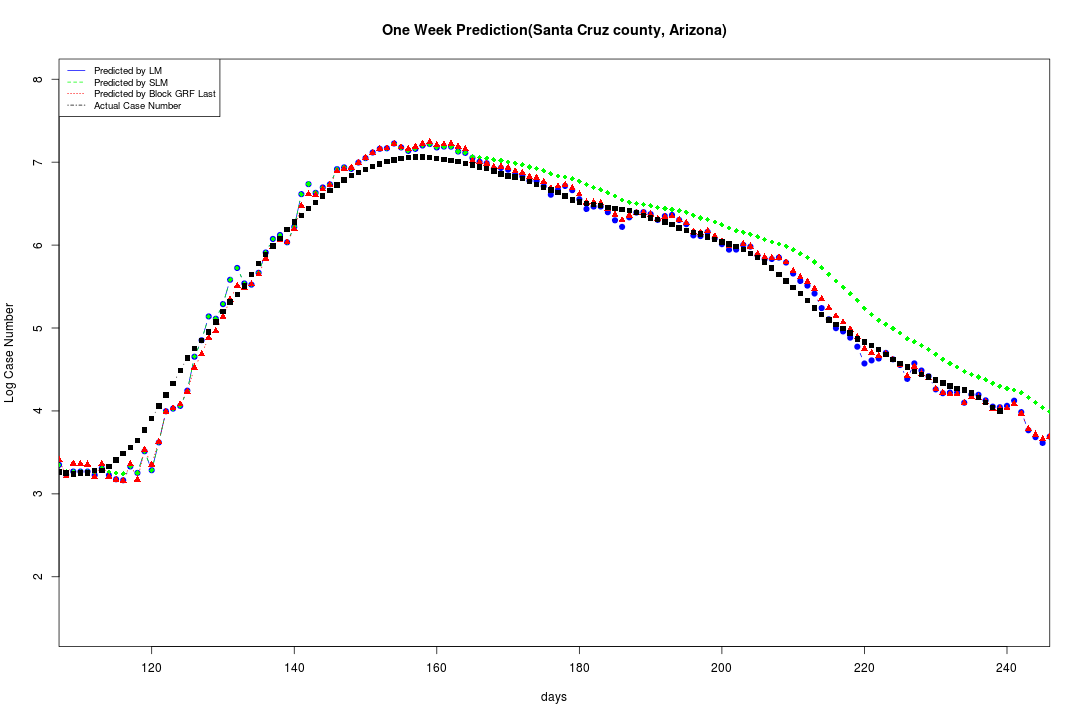 One Week Prediction(Santa Cruz county, Arizona)
Predicted by LM
Predicted by SLM
Predicted by Block GRF Last
Actual Case Number
8
7
6
5
4
3
2
Log Case Number
120 140 160 180 200 220 240
days